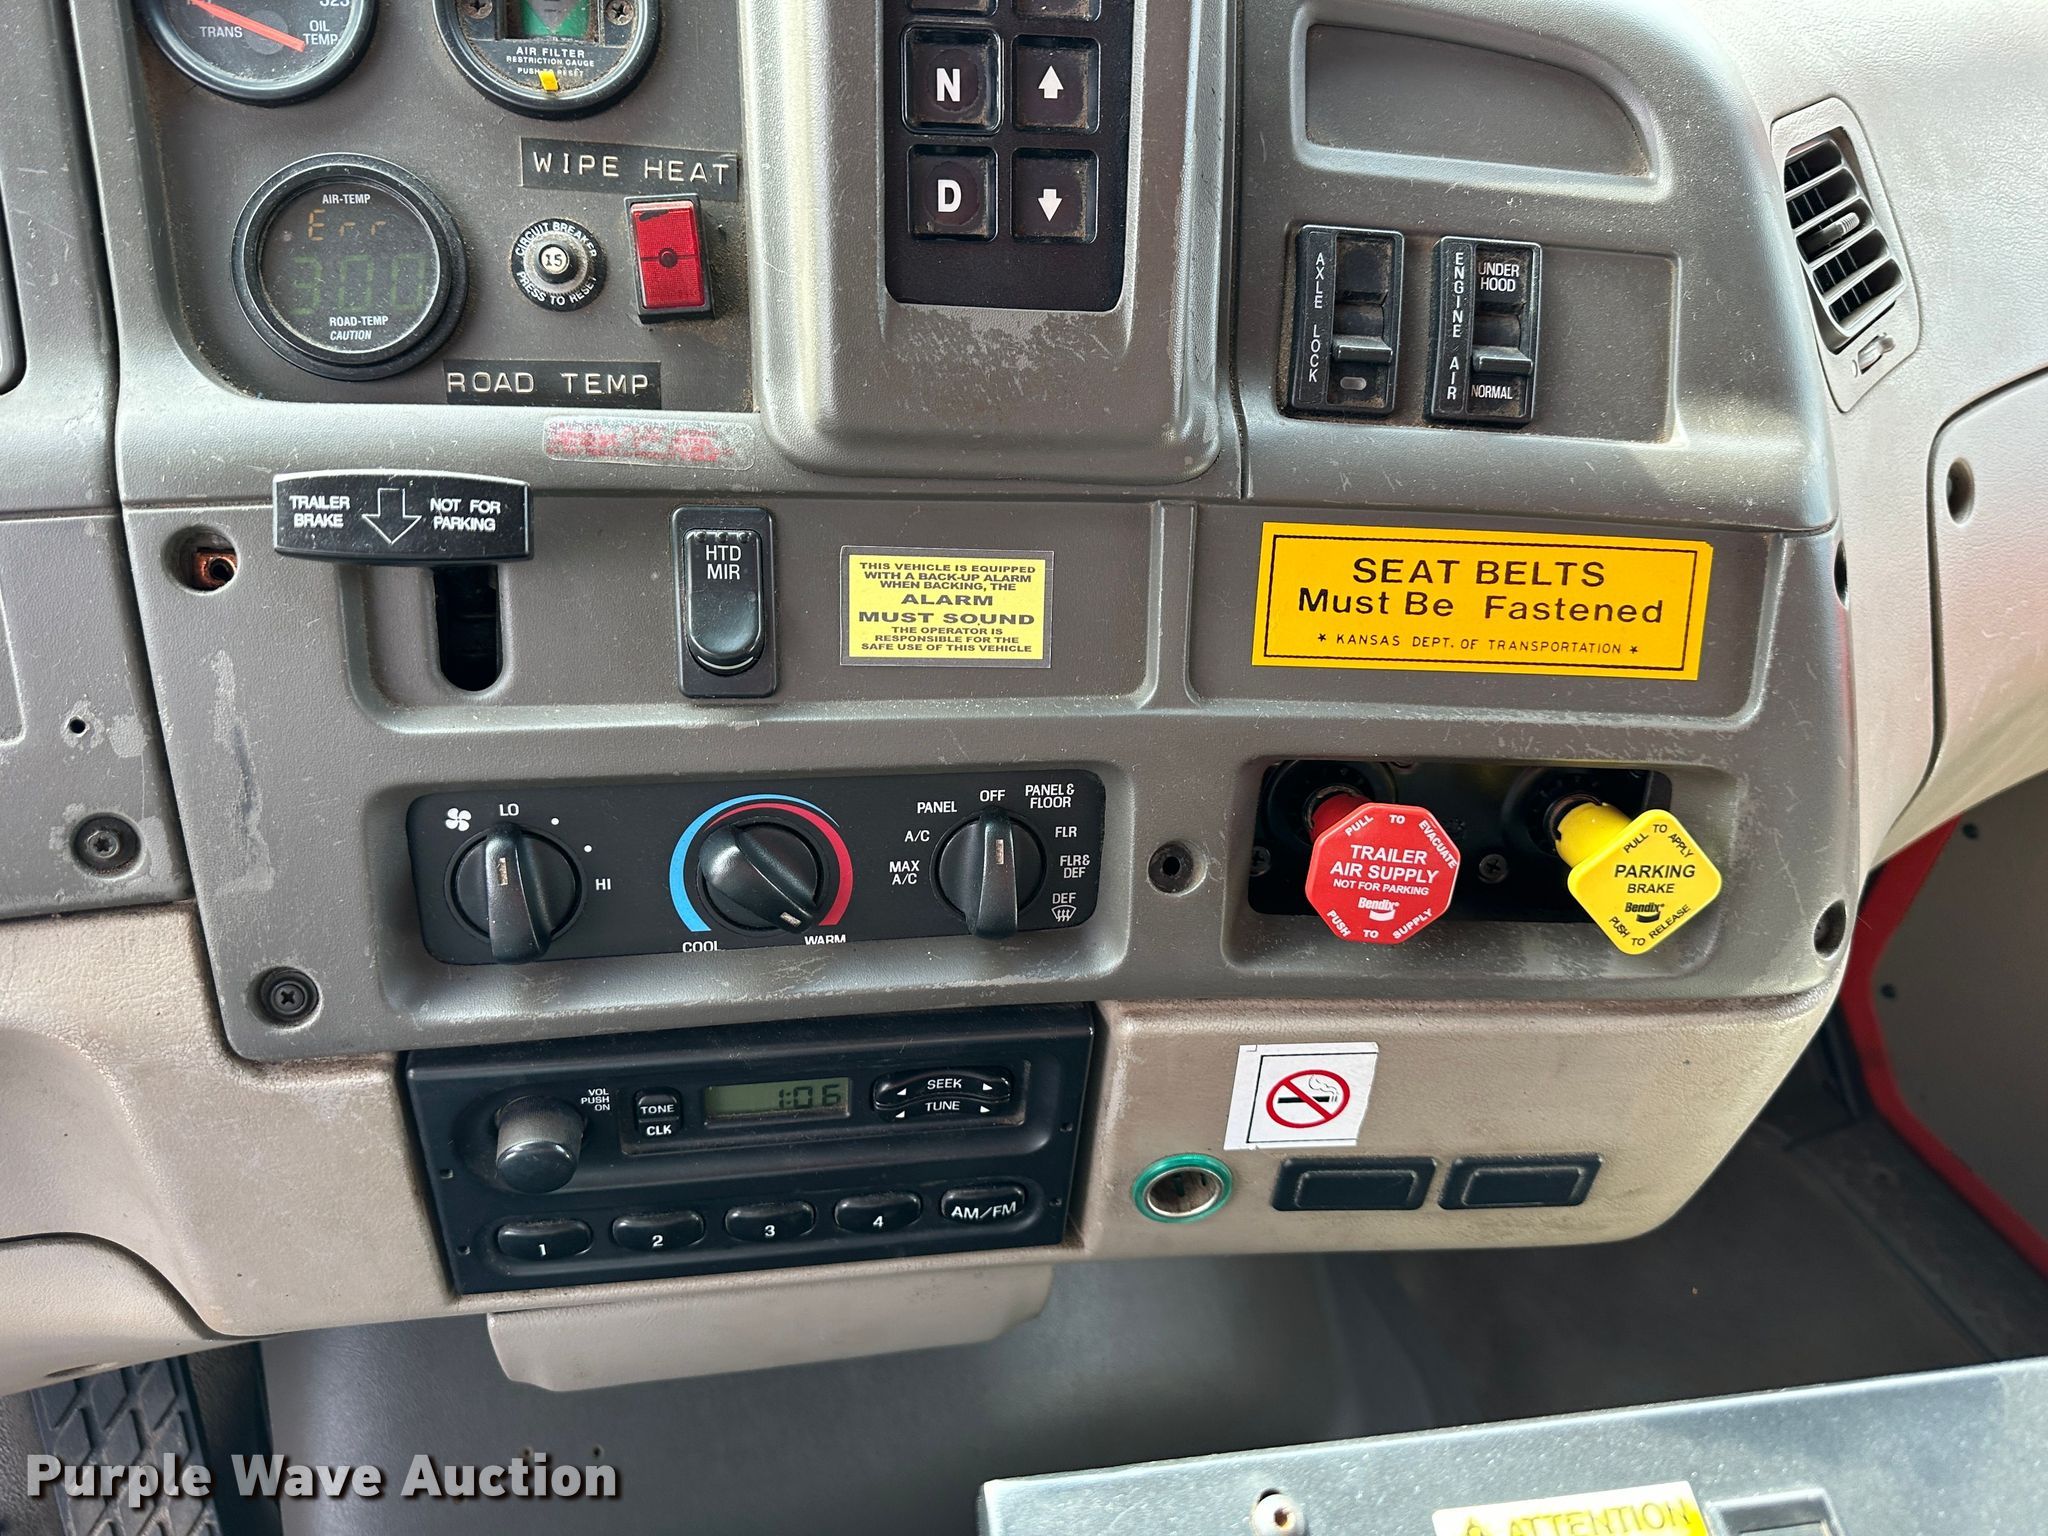 TRANS
OIL
TEMP
AIR FILTER
RESTRICTION GAUGE
PUSH TO RESET
N
D
WIPE HEAT
AIR-TEMP
Err
300
ROAD-TEMP
CAUTION
CIRCUIT BREAKER
15
PRESS TO RESET
ROAD TEMP
AXLE LOCK
ENGINE AIR
UNDER
HOOD
NORMAL
TRAILER
BRAKE
NOT FOR
PARKING
HTD
MIR
THIS VEHICLE IS EQUIPPED
WITH A BACK-UP ALARM
WHEN BACKING, THE
ALARM
MUST SOUND
THE OPERATOR IS
RESPONSIBLE FOR THE
SAFE USE OF THIS VEHICLE
SEAT BELTS
Must Be Fastened
* KANSAS DEPT. OF TRANSPORTATION *
LO
HI
COOL
WARM
OFF
PANEL
A/C
MAX
A/C
PANEL &
FLOOR
FLR
FLR&
DEF
DEF
PULL TO EVACUATE
TRAILER
AIR SUPPLY
NOT FOR PARKING
Bendix
PUSH TO SUPPLY
PULL TO APPLY
PARKING
BRAKE
Bendix
PUSH TO RELEASE
VOL
PUSH
ON
TONE
CLK
1:06
SEEK
TUNE
1
2
3
4
AM/FM
ATTENTION
Purple Wave Auction